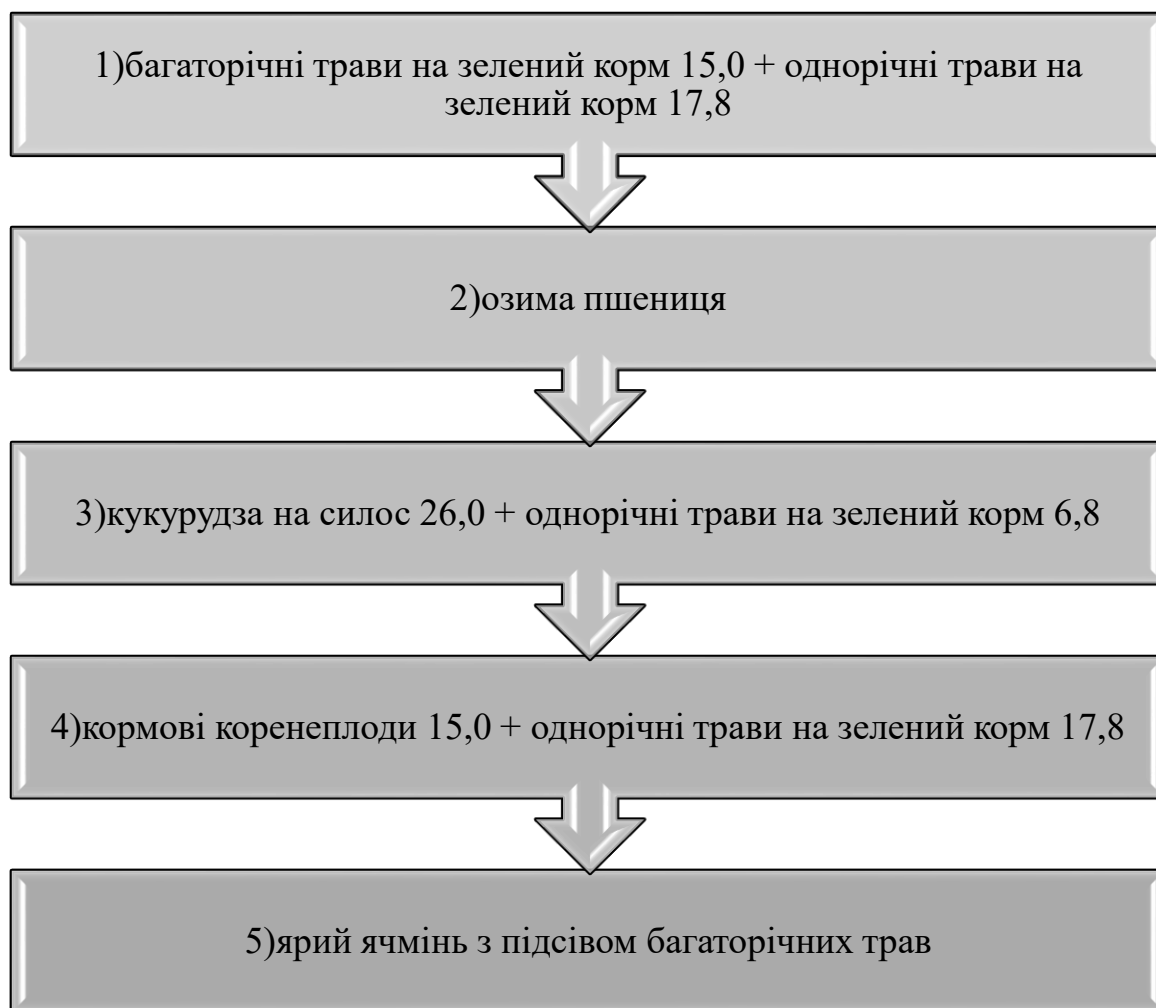 1)багаторічні трави на зелений корм 15,0 + однорічні трави на
зелений корм 17,8
2)озима пшениця
3)кукурудза на силос 26,0 + однорічні трави на зелений корм 6,8
4)кормові коренеплоди 15,0 + однорічні трави на зелений корм 17,8
5)ярий ячмінь з підсівом багаторічних трав